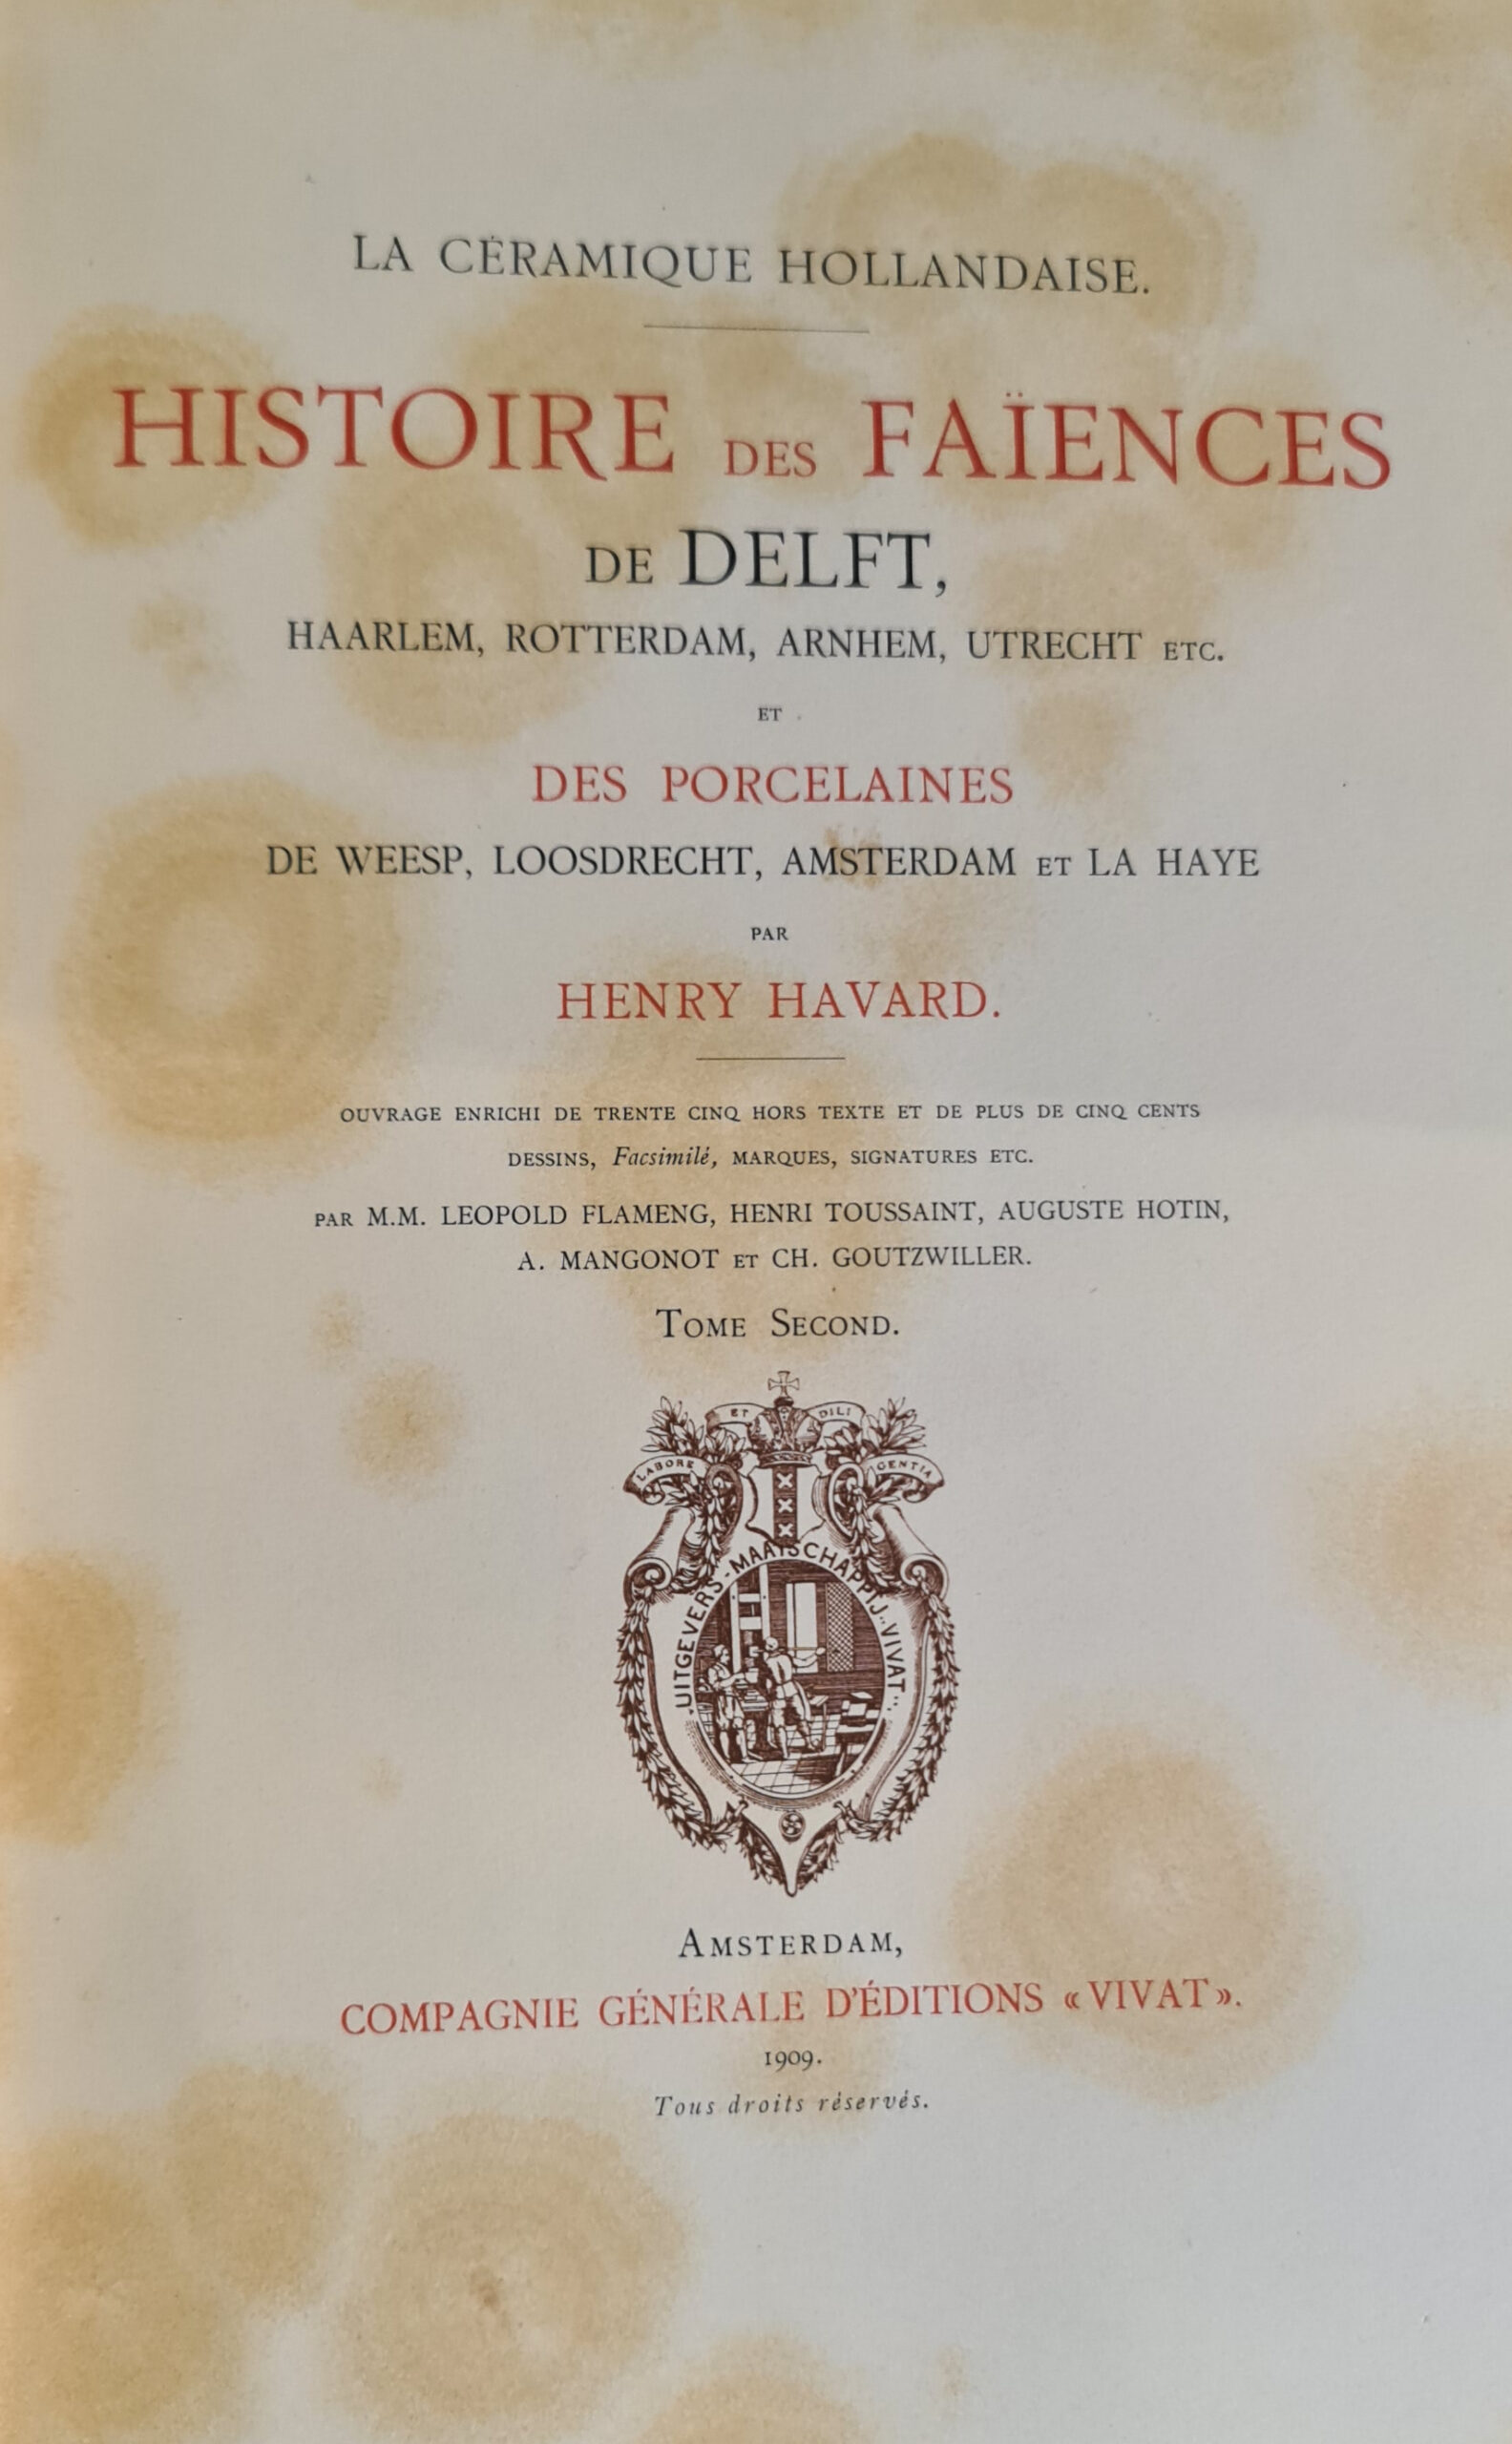 LA CÉRAMIQUE HOLLANDAISE.
HISTOIRE DES FAÏENCES
DE DELFT,
HAARLEM, ROTTERDAM, ARNHEM, UTRECHT ETC.
ET
DES PORCELAINES
DE WEESP, LOOSDRECHT, AMSTERDAM ET LA HAYE
PAR
HENRY HAVARD.
OUVRAGE ENRICHI DE TRENTE CINQ HORS TEXTE ET DE PLUS DE CINQ CENTS
DESSINS, Facsimilé, MARQUES, SIGNATURES ETC.
PAR M.M. LEOPOLD FLAMENG, HENRI TOUSSAINT, AUGUSTE HOTIN,
A. MANGONOT ET CH. GOUTZWILLER.
TOME SECOND.
LABORE ET DILIGENTIA
UITGEVERS-MAATSCHAPPIJ VIVAT
AMSTERDAM,
COMPAGNIE GÉNÉRALE D'ÉDITIONS « VIVAT ».
1909.
Tous droits réservés.